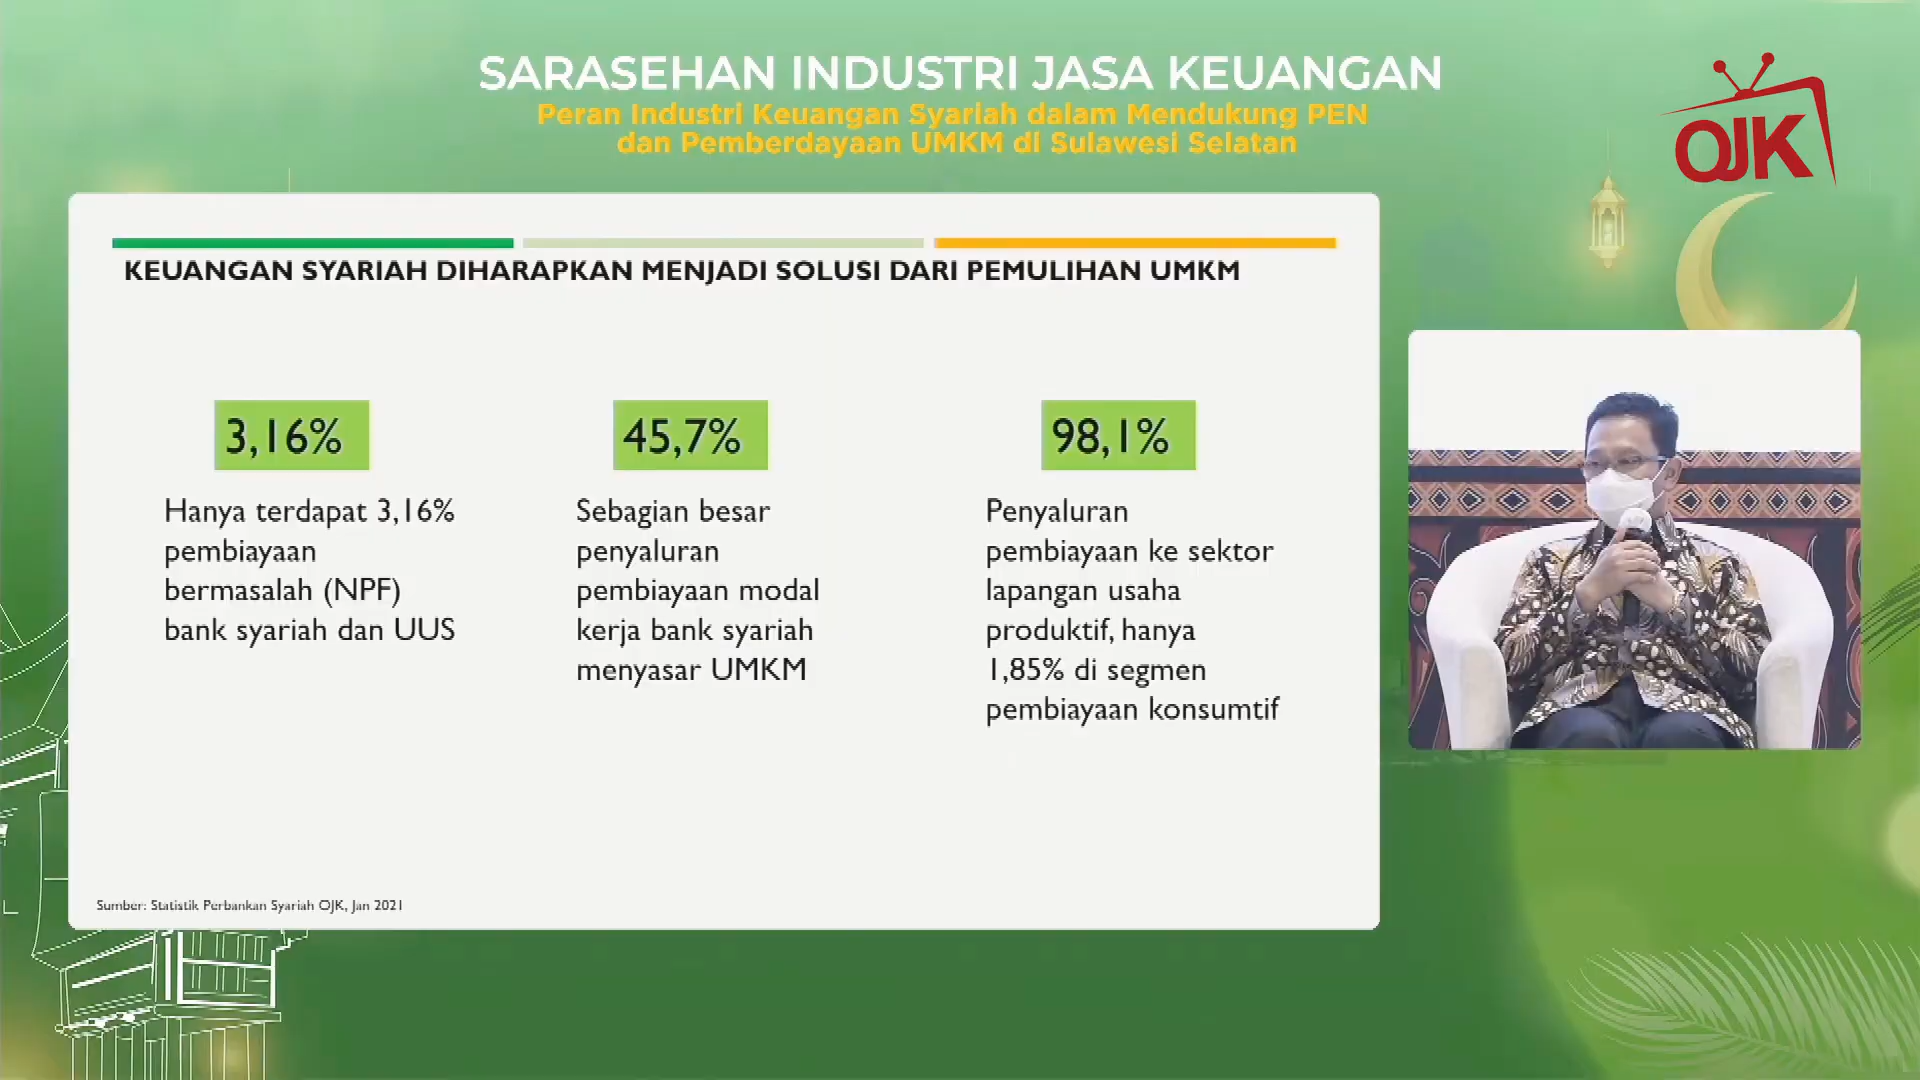 SARASEHAN INDUSTRI JASA KEUANGAN
Peran Industri Keuangan Syariah dalam Mendukung PEN
dan Pemberdayaan UMKM di Sulawesi Selatan
OJK
KEUANGAN SYARIAH DIHARAPKAN MENJADI SOLUSI DARI PEMULIHAN UMKM
3,16%
Hanya terdapat 3,16%
pembiayaan
bermasalah (NPF)
bank syariah dan UUS
45,7%
Sebagian besar
penyaluran
pembiayaan modal
kerja bank syariah
menyasar UMKM
98,1%
Penyaluran
pembiayaan ke sektor
lapangan usaha
produktif, hanya
1,85% di segmen
pembiayaan konsumtif
Sumber: Statistik Perbankan Syariah OJK, Jan 2021